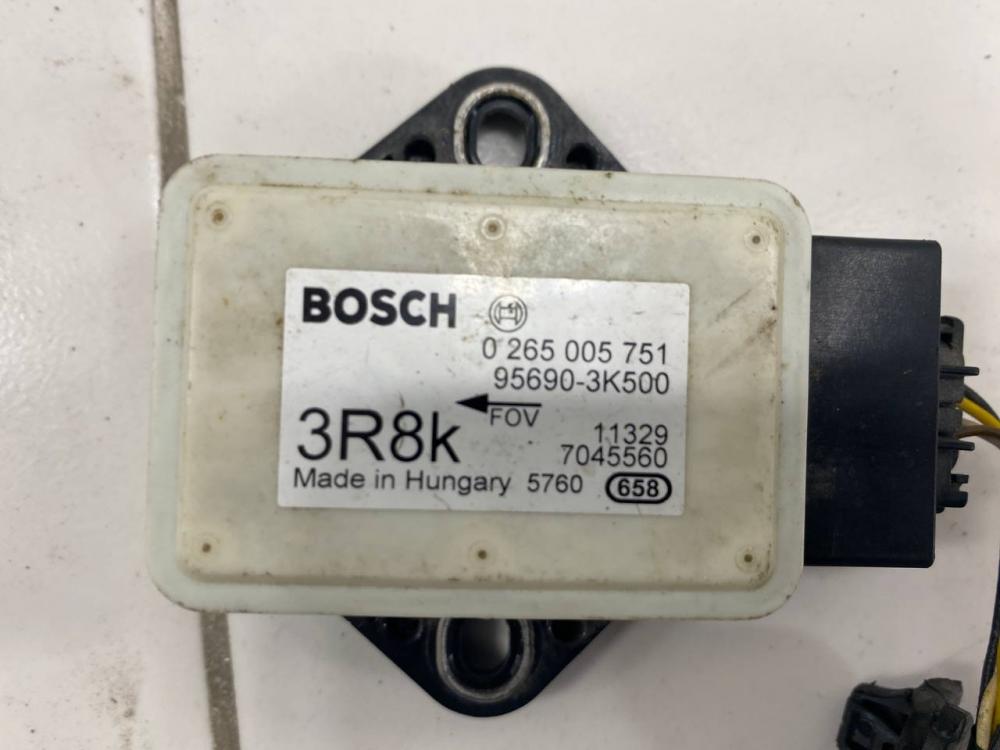 BOSCH
0 265 005 751
95690-3K500
FOV
3R8k
11329
7045560
Made in Hungary 5760 658